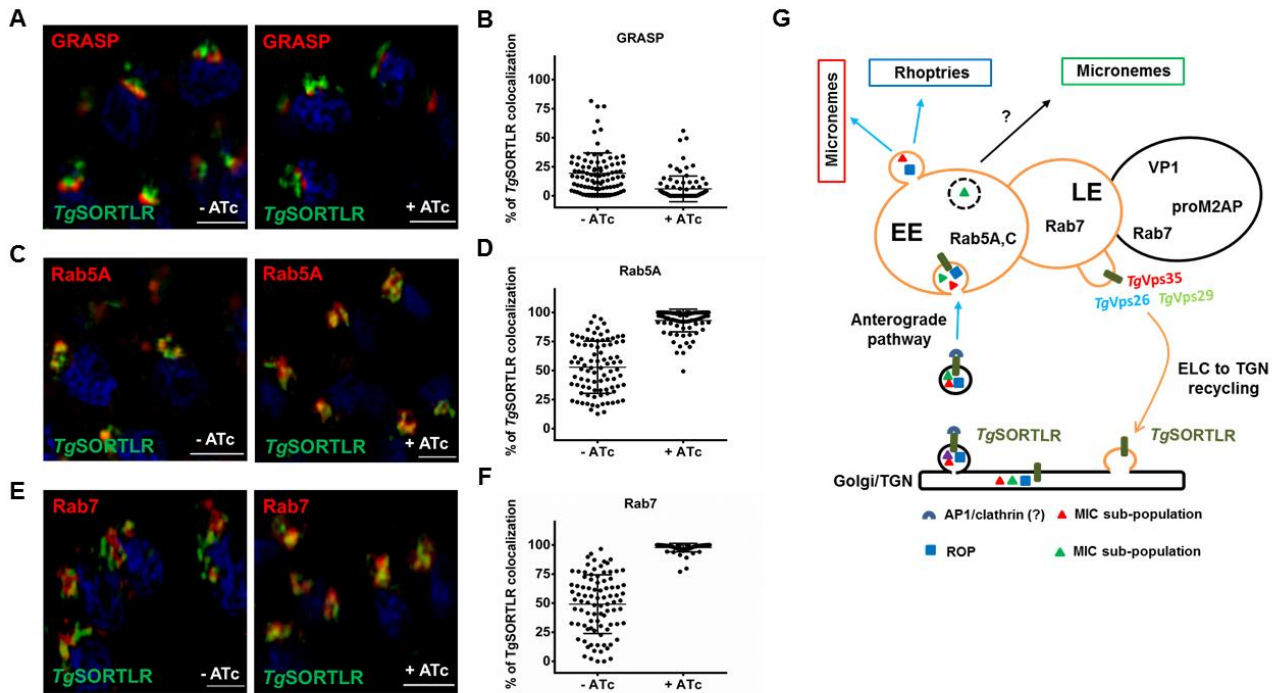 A
GRASP
TgSORTLR
- ATc
GRASP
+ ATc
B
GRASP
% of TgSORTLR colocalization
100
75
50
25
0
- ATc
+ ATc
C
Rab5A
TgSORTLR
- ATc
Rab5A
TgSORTLR
+ ATc
D
Rab5A
% of TgSORTLR colocalization
100
75
50
25
0
- ATc
+ ATc
E
Rab7
TgSORTLR
- ATc
Rab7
TgSORTLR
+ ATc
F
Rab7
% of TgSORTLR colocalization
100
75
50
25
0
- ATc
+ ATc
G
Micronemes
Rhoptries
Micronemes
?
EE
Rab5A,C
LE
Rab7
VP1
proM2AP
Rab7
TgVps35
TgVps26 TgVps29
Anterograde
pathway
ELC to TGN
recycling
TgSORTLR
TgSORTLR
Golgi/TGN
AP1/clathrin (?)
MIC sub-population
ROP
MIC sub-population